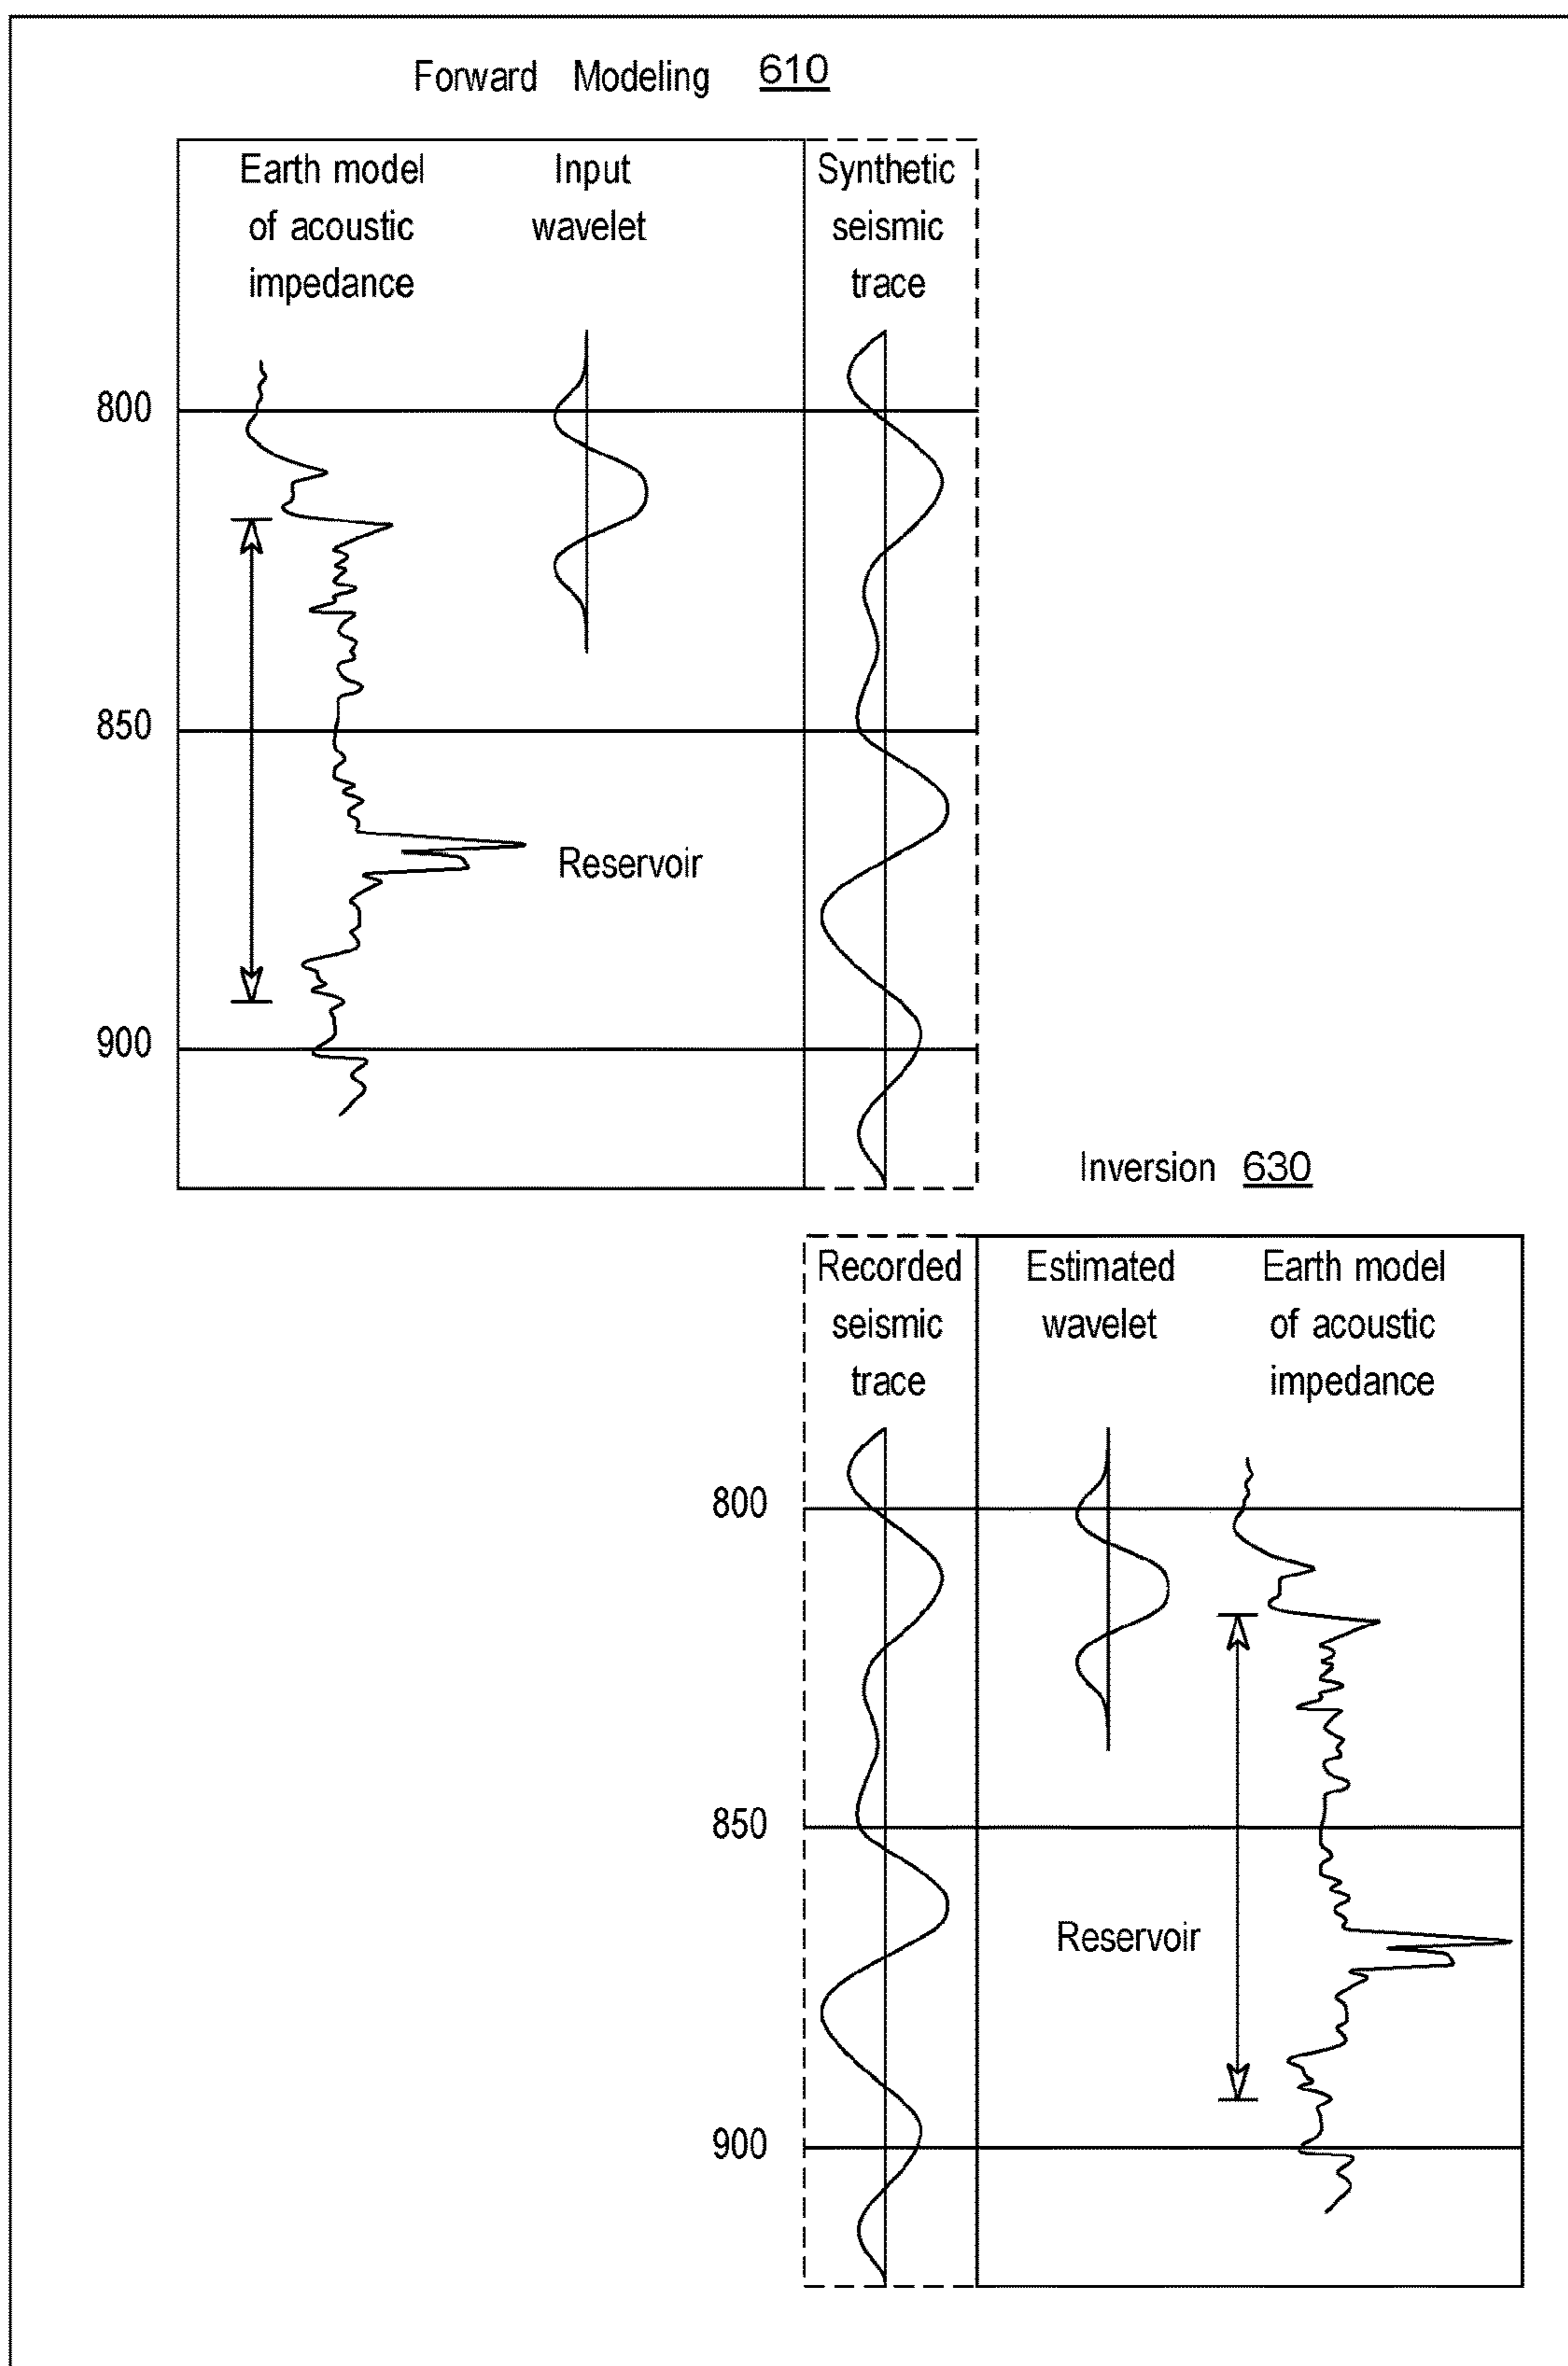 Forward Modeling 610
Earth model
of acoustic
impedance
Input
wavelet
Synthetic
seismic
trace
800
850
Reservoir
900
Inversion 630
Recorded
seismic
trace
Estimated
wavelet
Earth model
of acoustic
impedance
800
850
Reservoir
900